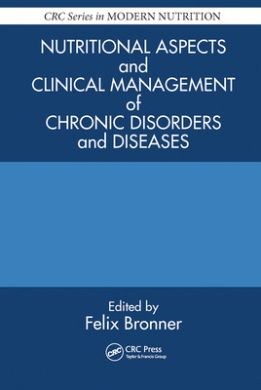 CRC Series in MODERN NUTRITION
NUTRITIONAL ASPECTS
and
CLINICAL MANAGEMENT
of
CHRONIC DISORDERS
and DISEASES
Edited by
Felix Bronner
CRC
CRC Press
Taylor & Francis Group